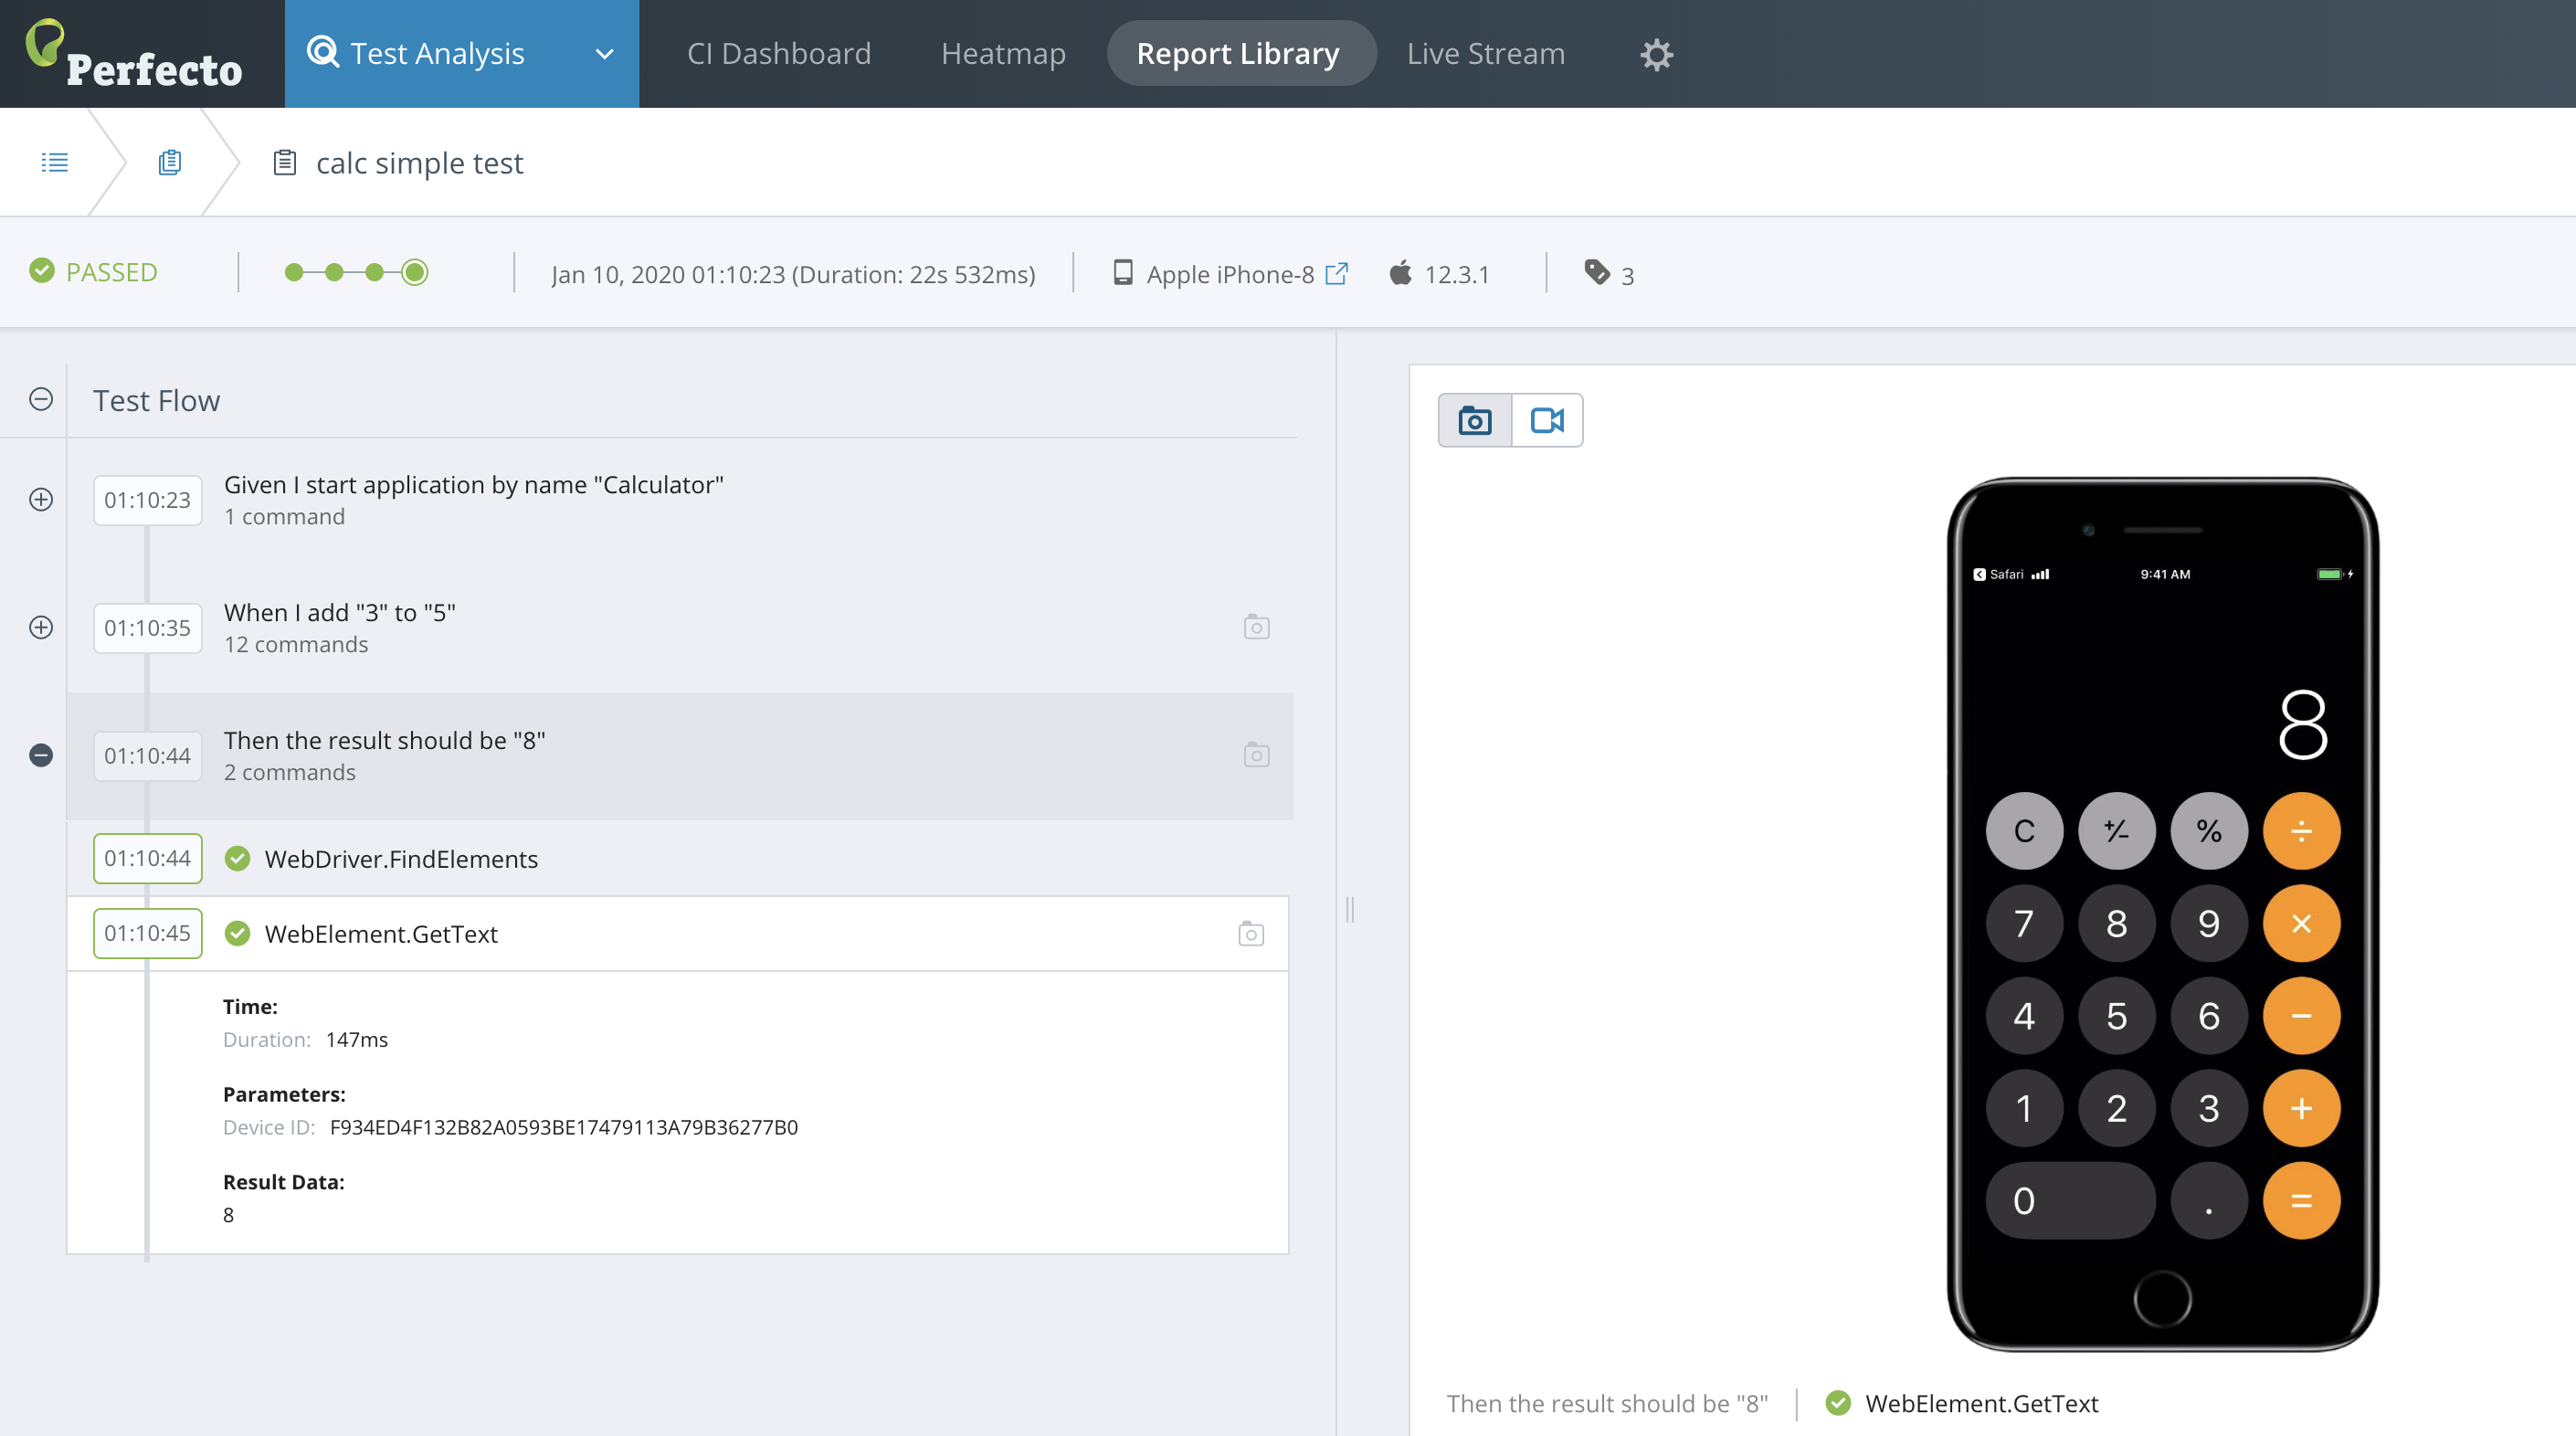 Perfecto
Test Analysis
CI Dashboard
Heatmap
Report Library
Live Stream
calc simple test
PASSED
Jan 10, 2020 01:10:23 (Duration: 22s 532ms)
Apple iPhone-8
12.3.1
3
Test Flow
01:10:23
Given I start application by name "Calculator"
1 command
01:10:35
When I add "3" to "5"
12 commands
01:10:44
Then the result should be "8"
2 commands
01:10:44
WebDriver.FindElements
01:10:45
WebElement.GetText
Time:
Duration: 147ms
Parameters:
Device ID: F934ED4F132B82A0593BE17479113A79B36277B0
Result Data:
8
Safari 9:41 AM
8
C ⁺⁄₋ % ÷
7 8 9 ×
4 5 6 −
1 2 3 +
0 . =
Then the result should be "8"
WebElement.GetText